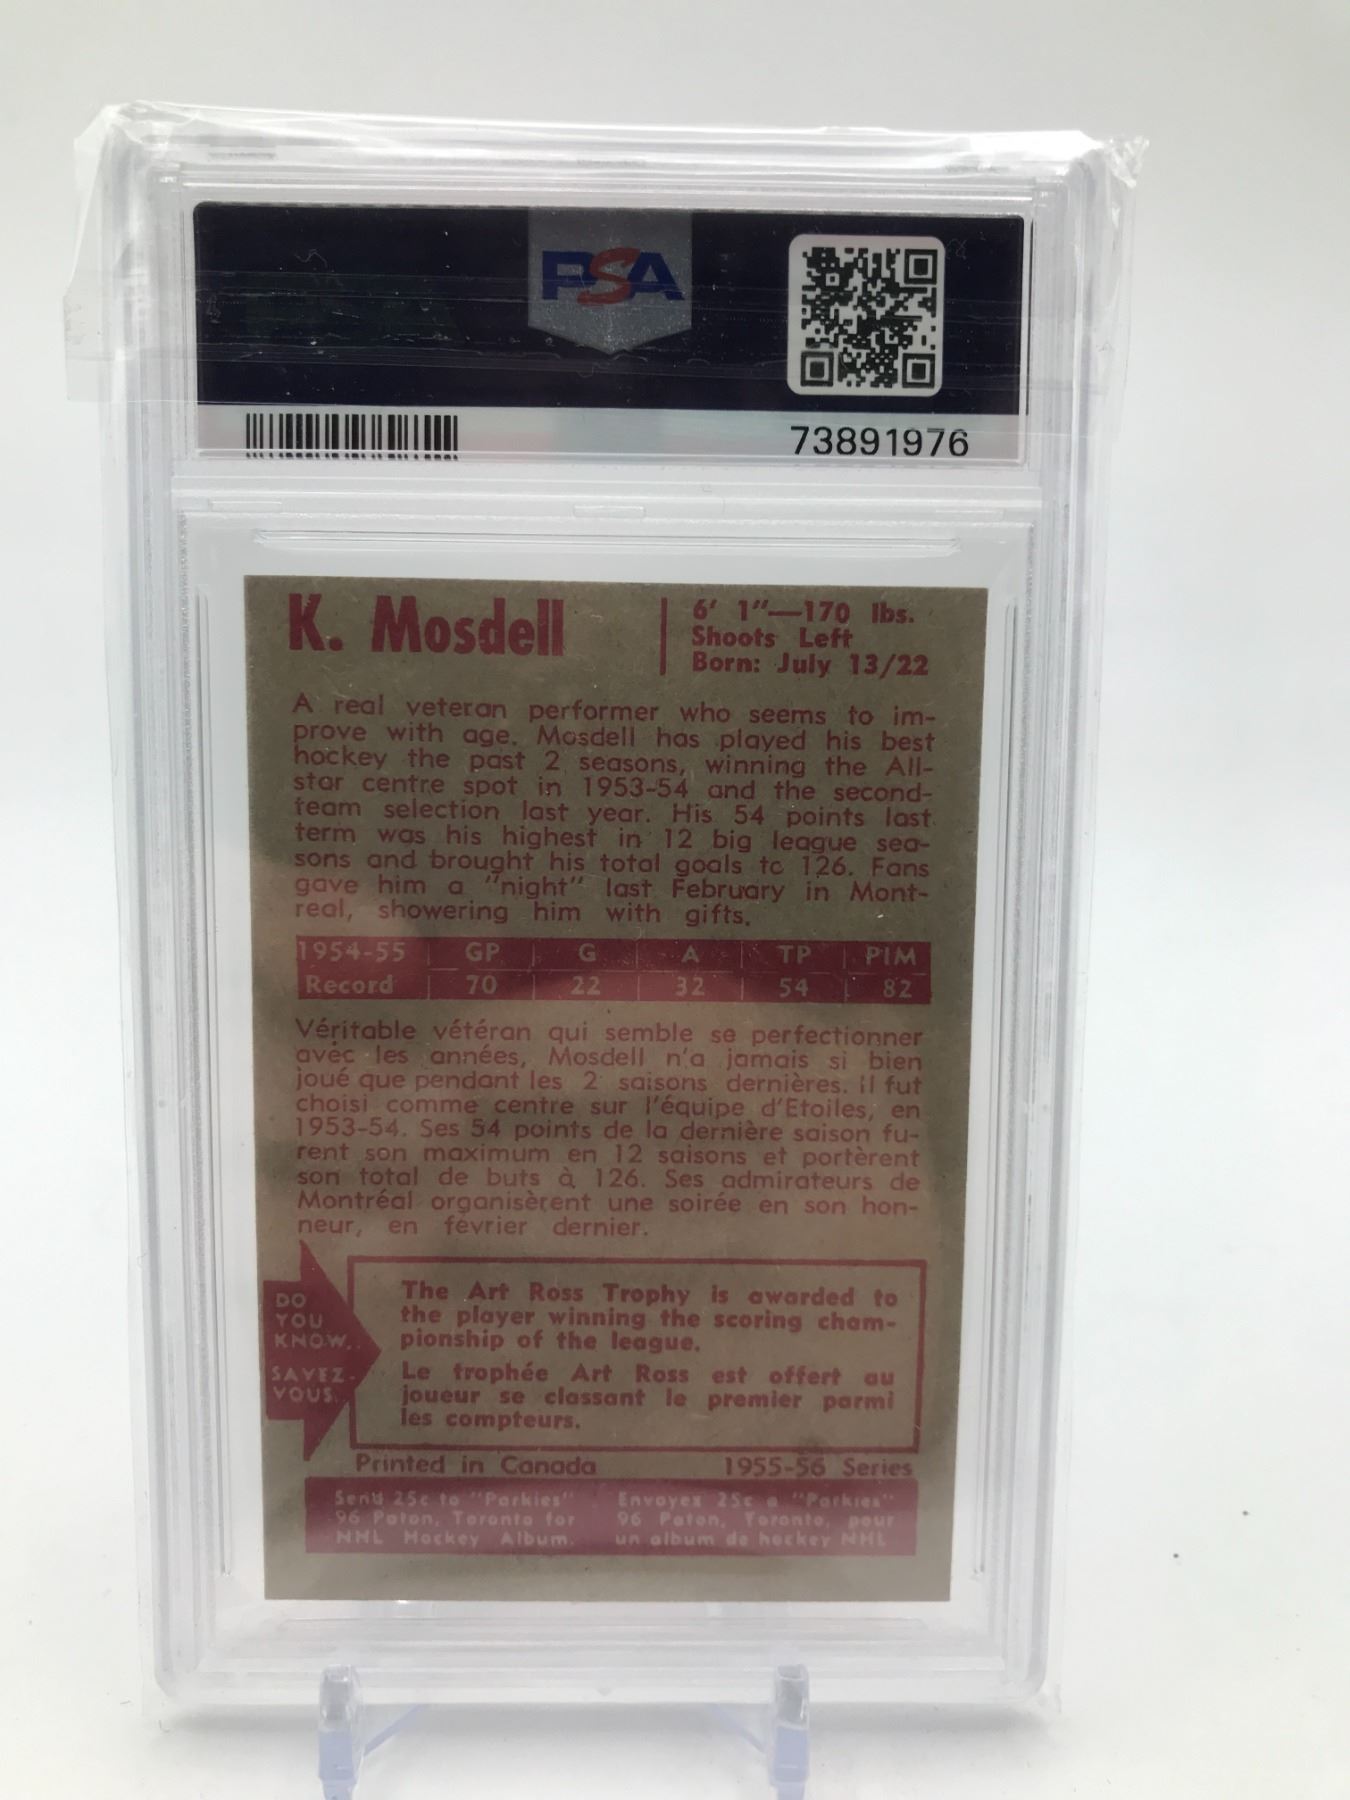 PSA
73891976
K. Mosdell
6' 1"—170 lbs.
Shoots Left
Born: July 13/22
A real veteran performer who seems to im-
prove with age. Mosdell has played his best
hockey the past 2 seasons, winning the All-
star centre spot in 1953-54 and the second-
team selection last year. His 54 points last
term was his highest in 12 big league sea-
sons and brought his total goals to 126. Fans
gave him a "night" last February in Mont-
real, showering him with gifts.
1954-55 GP G A TP PIM
Record 70 22 32 54 82
Véritable vétéran qui semble se perfectionner
avec les années, Mosdell n'a jamais si bien
joué que pendant les 2 saisons dernières. Il fut
choisi comme centre sur l'équipe d'Etoiles, en
1953-54. Ses 54 points de la dernière saison fu-
rent son maximum en 12 saisons et portèrent
son total de buts à 126. Ses admirateurs de
Montréal organisèrent une soirée en son hon-
neur, en février dernier.
DO
YOU
KNOW..
SAVEZ-
VOUS.
The Art Ross Trophy is awarded to
the player winning the scoring cham-
pionship of the league.
Le trophée Art Ross est offert au
joueur se classant le premier parmi
les compteurs.
Printed in Canada 1955-56 Series
Send 25c to "Parkies"
96 Paton, Toronto for
NHL Hockey Album.
Envoyez 25c a "Parkies"
96 Paton, Toronto, pour
un album de hockey NHL